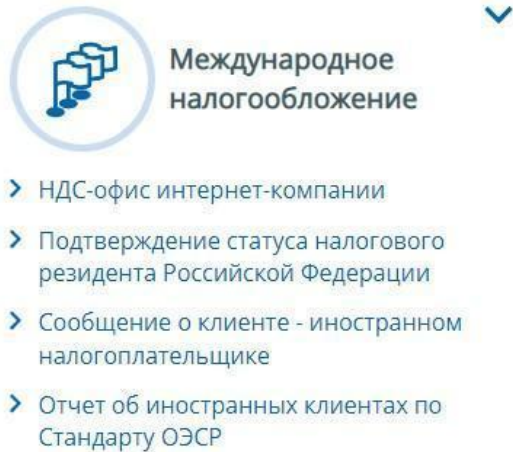 Международное
налогообложение
НДС-офис интернет-компании
Подтверждение статуса налогового
резидента Российской Федерации
Сообщение о клиенте - иностранном
налогоплательщике
Отчет об иностранных клиентах по
Стандарту ОЭСР